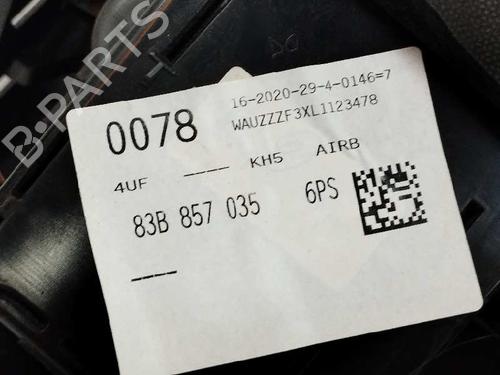 B-PARTS
16-2020-29-4-0146=7
0078 WAUZZZF3XL1123478
4UF ---- KH5 AIRB
83B 857 035 6PS
----